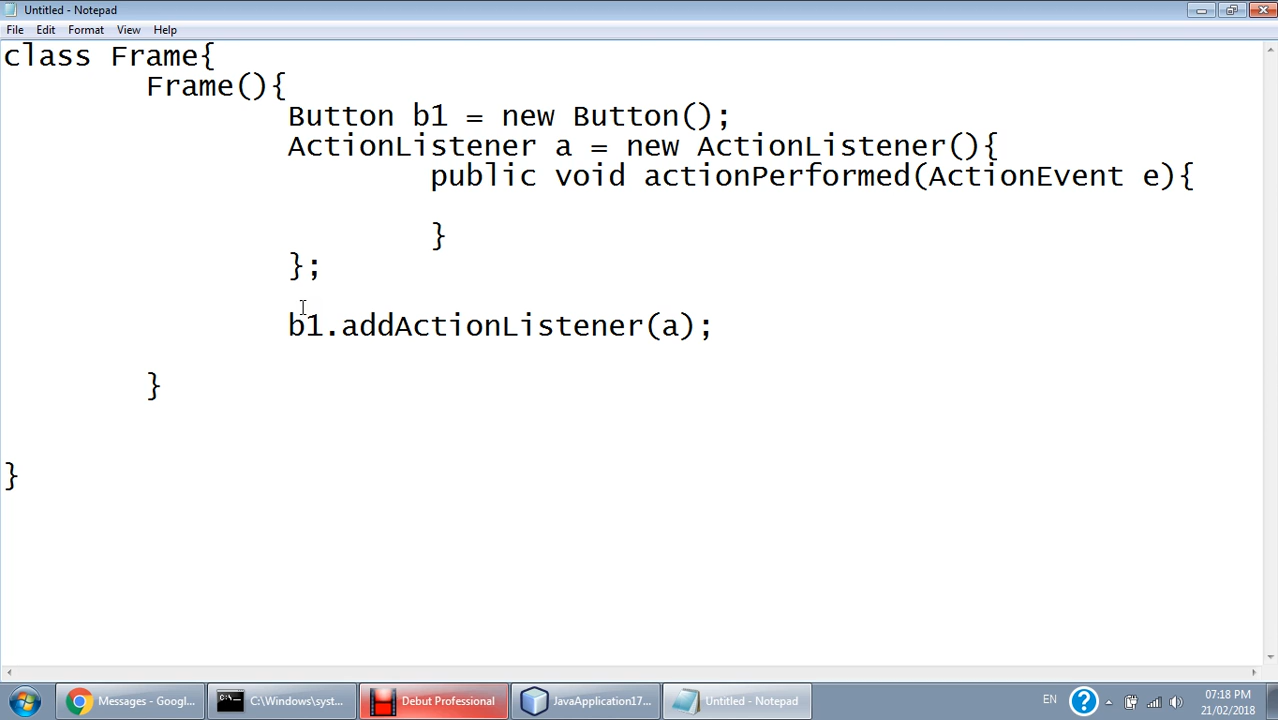 Untitled - Notepad
File Edit Format View Help
class Frame{
Frame(){
Button b1 = new Button();
ActionListener a = new ActionListener(){
public void actionPerformed(ActionEvent e){
}
};
b1.addActionListener(a);
}
}
Messages - Googl... C:\Windows\syst... Debut Professional JavaApplication17... Untitled - Notepad EN ? 07:18 PM
21/02/2018